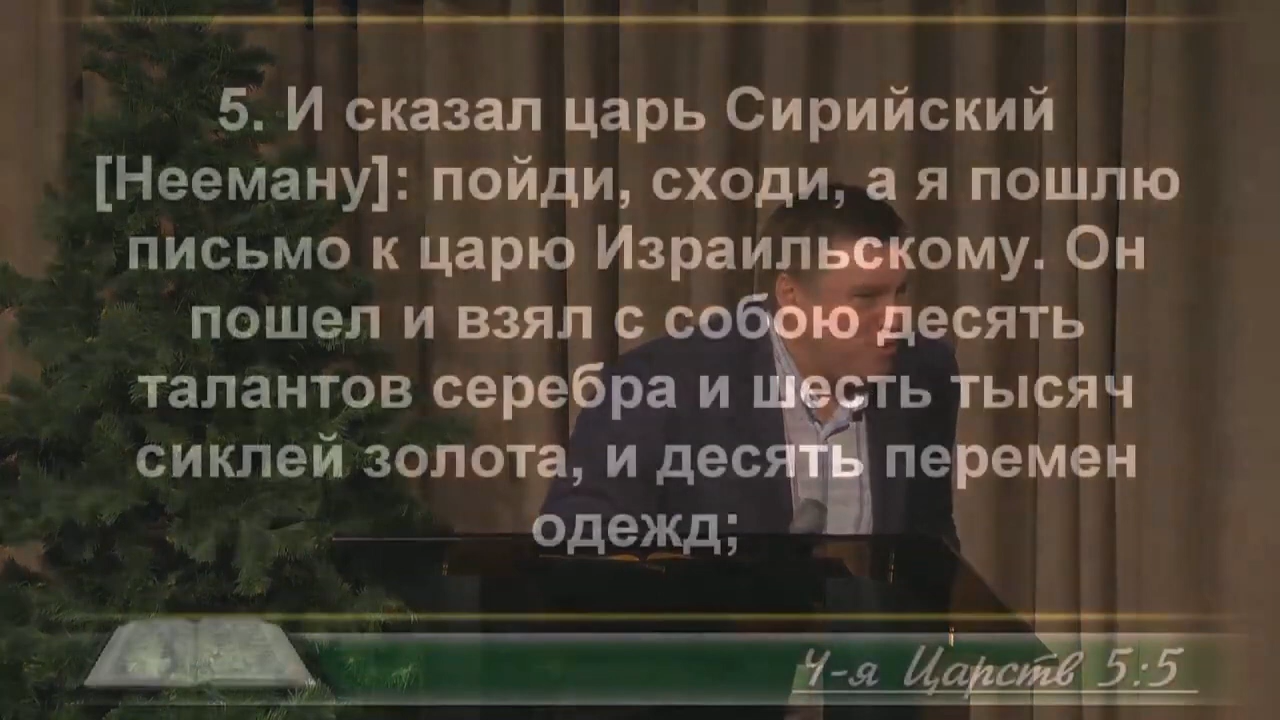 5. И сказал царь Сирийский
[Нееману]: пойди, сходи, а я пошлю
письмо к царю Израильскому. Он
пошел и взял с собою десять
талантов серебра и шесть тысяч
сиклей золота, и десять перемен
одежд;
4-я Царств 5:5